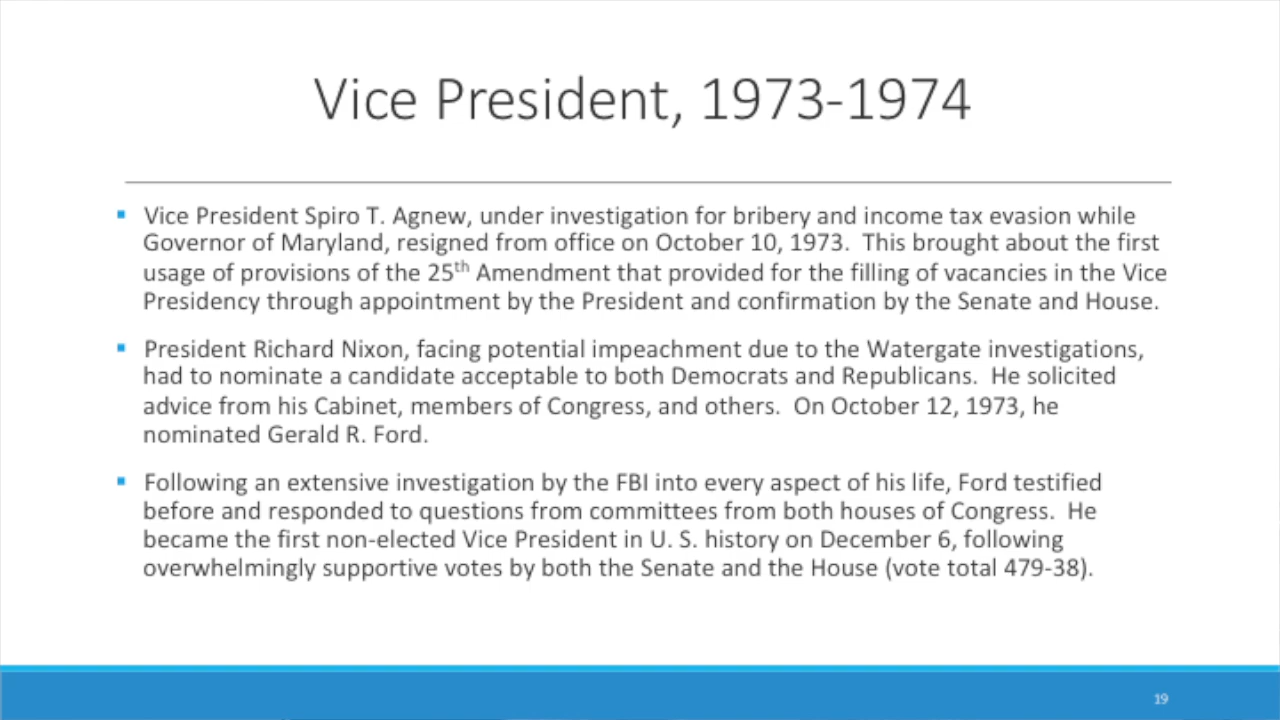 Vice President, 1973-1974
▪ Vice President Spiro T. Agnew, under investigation for bribery and income tax evasion while
Governor of Maryland, resigned from office on October 10, 1973.  This brought about the first
usage of provisions of the 25th Amendment that provided for the filling of vacancies in the Vice
Presidency through appointment by the President and confirmation by the Senate and House.
▪ President Richard Nixon, facing potential impeachment due to the Watergate investigations,
had to nominate a candidate acceptable to both Democrats and Republicans.  He solicited
advice from his Cabinet, members of Congress, and others.  On October 12, 1973, he
nominated Gerald R. Ford.
▪ Following an extensive investigation by the FBI into every aspect of his life, Ford testified
before and responded to questions from committees from both houses of Congress.  He
became the first non-elected Vice President in U. S. history on December 6, following
overwhelmingly supportive votes by both the Senate and the House (vote total 479-38).
19